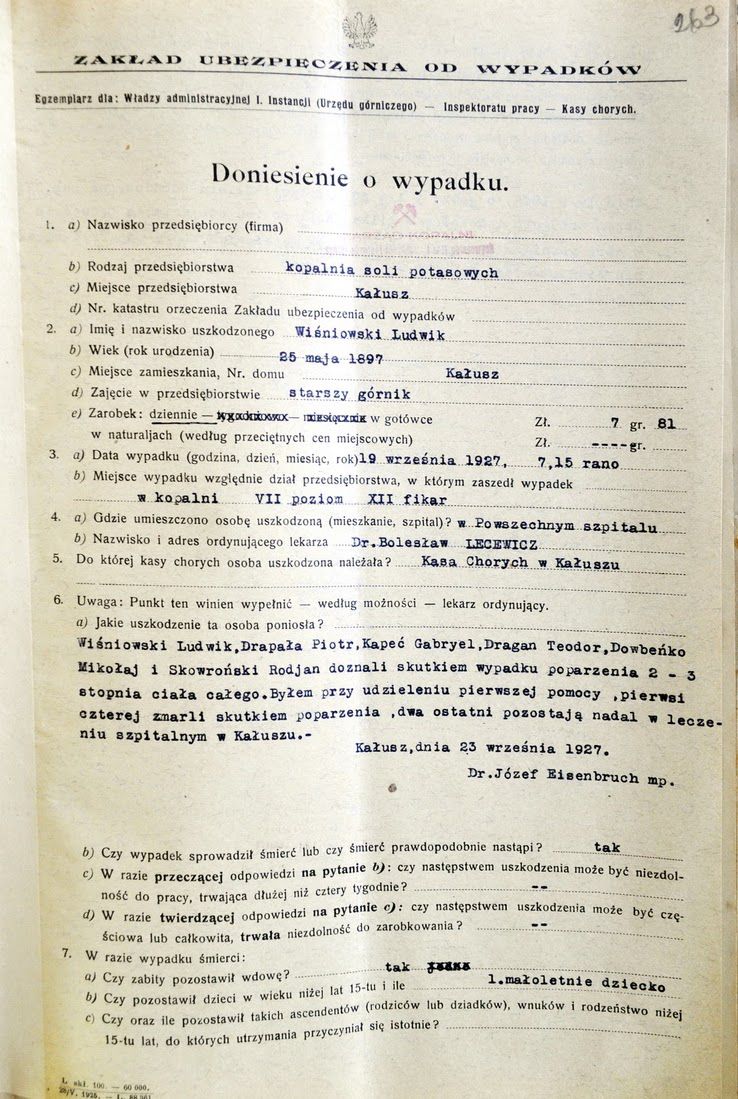 263
ZAKŁAD UBEZPIECZENIA OD WYPADKÓW
Egzemplarz dla: Władzy administracyjnej I. Instancji (Urzędu górniczego) — Inspektoratu pracy — Kasy chorych.
Doniesienie o wypadku.
1. a) Nazwisko przedsiębiorcy (firma)
b) Rodzaj przedsiębiorstwa kopalnia soli potasowych
c) Miejsce przedsiębiorstwa Kałusz
d) Nr. katastru orzeczenia Zakładu ubezpieczenia od wypadków
2. a) Imię i nazwisko uszkodzonego Wiśniowski Ludwik
b) Wiek (rok urodzenia) 25 maja 1897
c) Miejsce zamieszkania, Nr. domu Kałusz
d) Zajęcie w przedsiębiorstwie starszy górnik
e) Zarobek: dziennie — tygodniowo — miesięcznie w gotówce Zł. 7 gr. 81
w naturaljach (według przeciętnych cen miejscowych) Zł. ----gr.
3. a) Data wypadku (godzina, dzień, miesiąc, rok)19 września 1927, 7,15 rano
b) Miejsce wypadku względnie dział przedsiębiorstwa, w którym zaszedł wypadek
w kopalni VII poziom XII fikar
4. a) Gdzie umieszczono osobę uszkodzoną (mieszkanie, szpital)? w Powszechnym szpitalu
b) Nazwisko i adres ordynującego lekarza Dr.Bolesław LECEWICZ
5. Do której kasy chorych osoba uszkodzona należała? Kasa Chorych w Kałuszu
6. Uwaga: Punkt ten winien wypełnić — według możności — lekarz ordynujący.
a) Jakie uszkodzenie ta osoba poniosła?
Wiśniowski Ludwik,Drapała Piotr,Kapeć Gabryel,Dragan Teodor,Dowbeńko
Mikołaj i Skowroński Rodjan doznali skutkiem wypadku poparzenia 2 - 3
stopnia ciała całego.Byłem przy udzieleniu pierwszej pomocy ,pierwsi
czterej zmarli skutkiem poparzenia ,dwa ostatni pozostają nadal w lecze-
niu szpitalnym w Kałuszu.-
Kałusz,dnia 23 września 1927.
Dr.Józef Eisenbruch mp.
b) Czy wypadek sprowadził śmierć lub czy śmierć prawdopodobnie nastąpi? tak
c) W razie przeczącej odpowiedzi na pytanie b): czy następstwem uszkodzenia może być niezdol-
ność do pracy, trwająca dłużej niż cztery tygodnie? --
d) W razie twierdzącej odpowiedzi na pytanie c): czy następstwem uszkodzenia może być czę-
ściowa lub całkowita, trwała niezdolność do zarobkowania? --
7. W razie wypadku śmierci:
a) Czy zabity pozostawił wdowę? tak
b) Czy pozostawił dzieci w wieku niżej lat 15-tu i ile 1.małoletnie dziecko
c) Czy oraz ile pozostawił takich ascendentów (rodziców lub dziadków), wnuków i rodzeństwo niżej
15-tu lat, do których utrzymania przyczyniał się istotnie?
1. skł. 100. — 60 000.